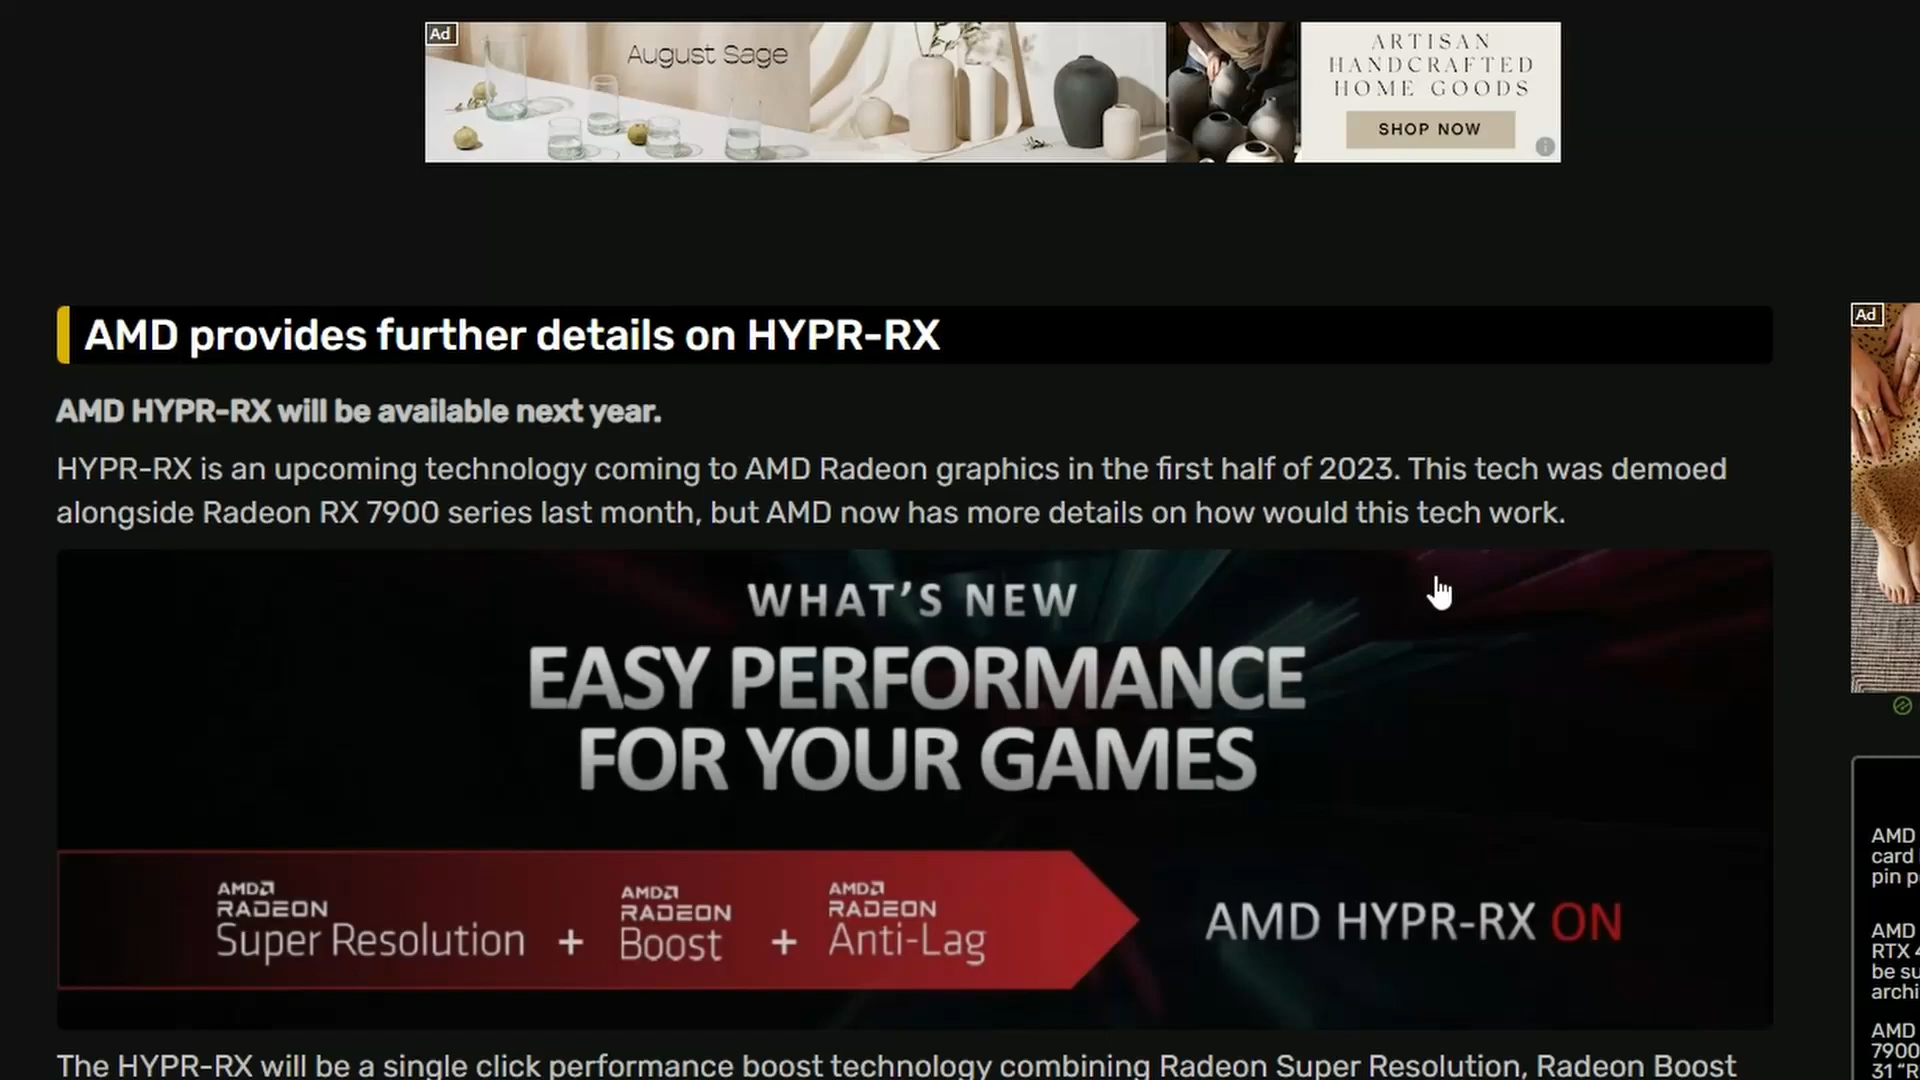 Ad
August Sage
ARTISAN
HANDCRAFTED
HOME GOODS
SHOP NOW
AMD provides further details on HYPR-RX
AMD HYPR-RX will be available next year.
HYPR-RX is an upcoming technology coming to AMD Radeon graphics in the first half of 2023. This tech was demoed
alongside Radeon RX 7900 series last month, but AMD now has more details on how would this tech work.
WHAT'S NEW
EASY PERFORMANCE
FOR YOUR GAMES
AMD
RADEON
Super Resolution
+
AMD
RADEON
Boost
+
AMD
RADEON
Anti-Lag
AMD HYPR-RX ON
The HYPR-RX will be a single click performance boost technology combining Radeon Super Resolution, Radeon Boost
Ad
AMD
card
pin
AMD
RTX
be
AMD
7900
31